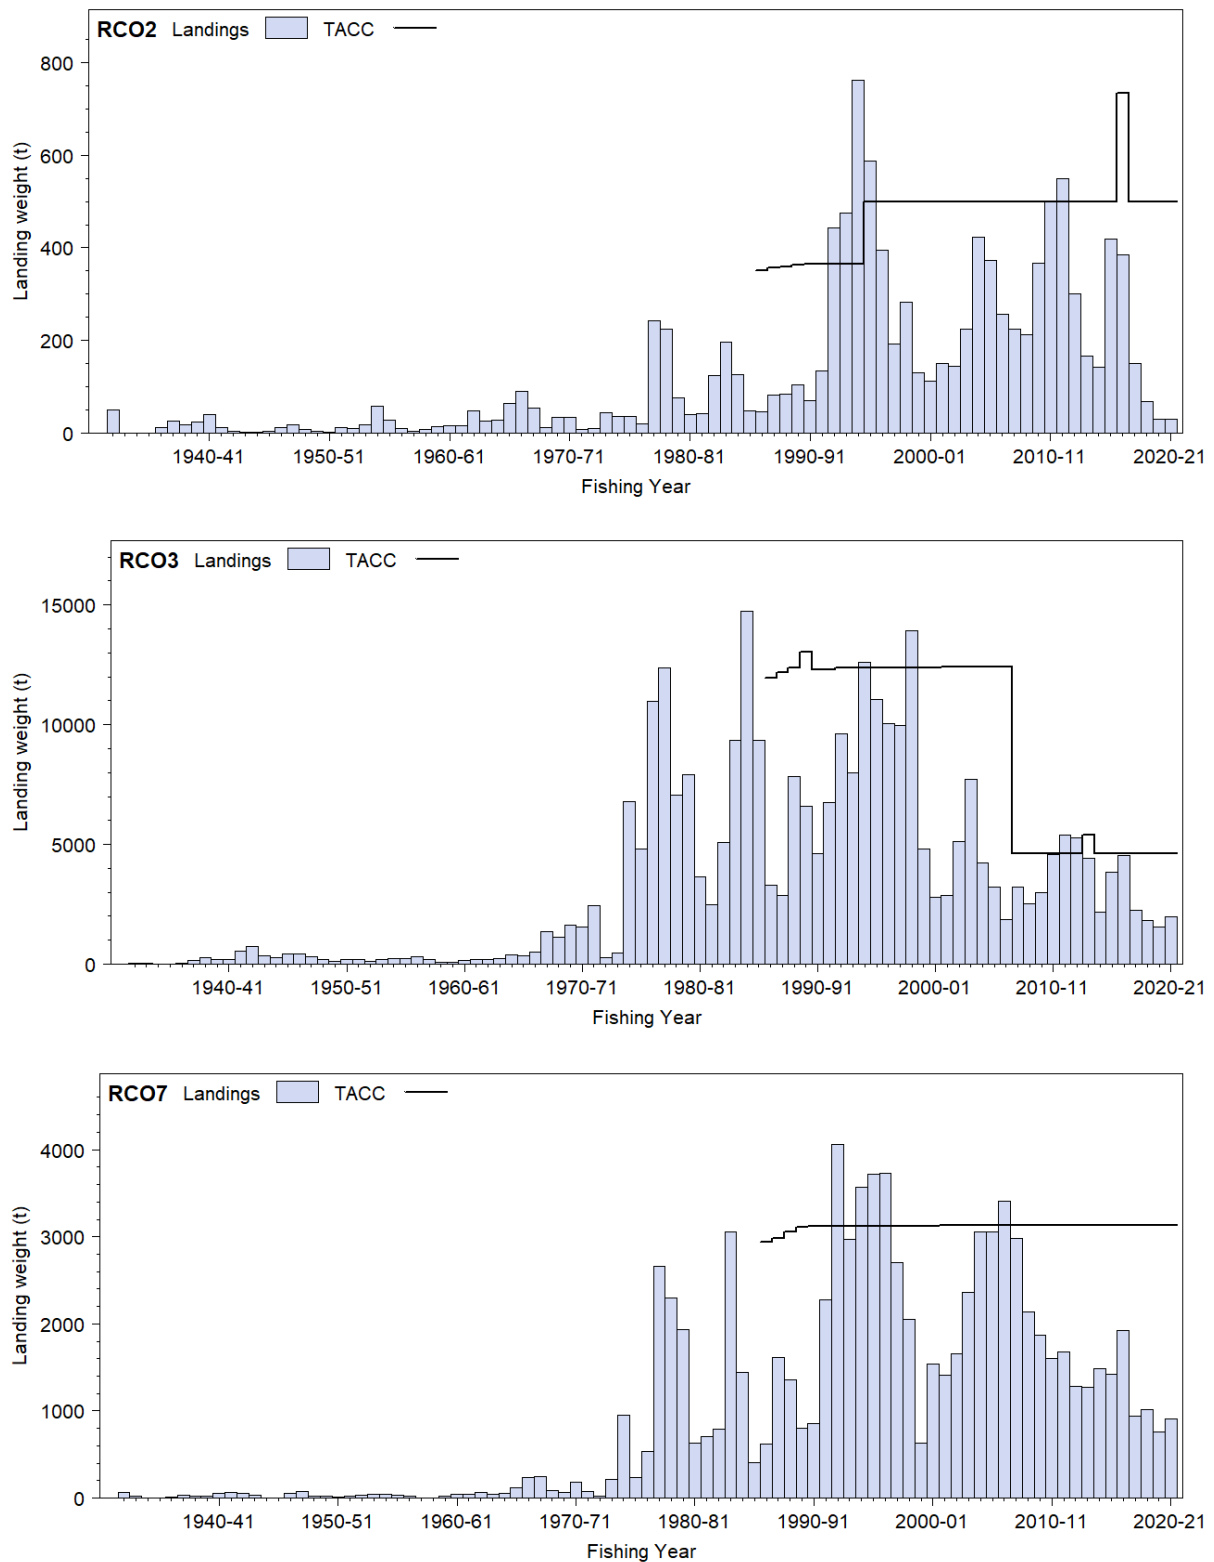 RCO2 Landings TACC
800
600
400
200
0
Landing weight (t)
1940-41 1950-51 1960-61 1970-71 1980-81 1990-91 2000-01 2010-11 2020-21
Fishing Year
RCO3 Landings TACC
15000
10000
5000
0
Landing weight (t)
1940-41 1950-51 1960-61 1970-71 1980-81 1990-91 2000-01 2010-11 2020-21
Fishing Year
RCO7 Landings TACC
4000
3000
2000
1000
0
Landing weight (t)
1940-41 1950-51 1960-61 1970-71 1980-81 1990-91 2000-01 2010-11 2020-21
Fishing Year